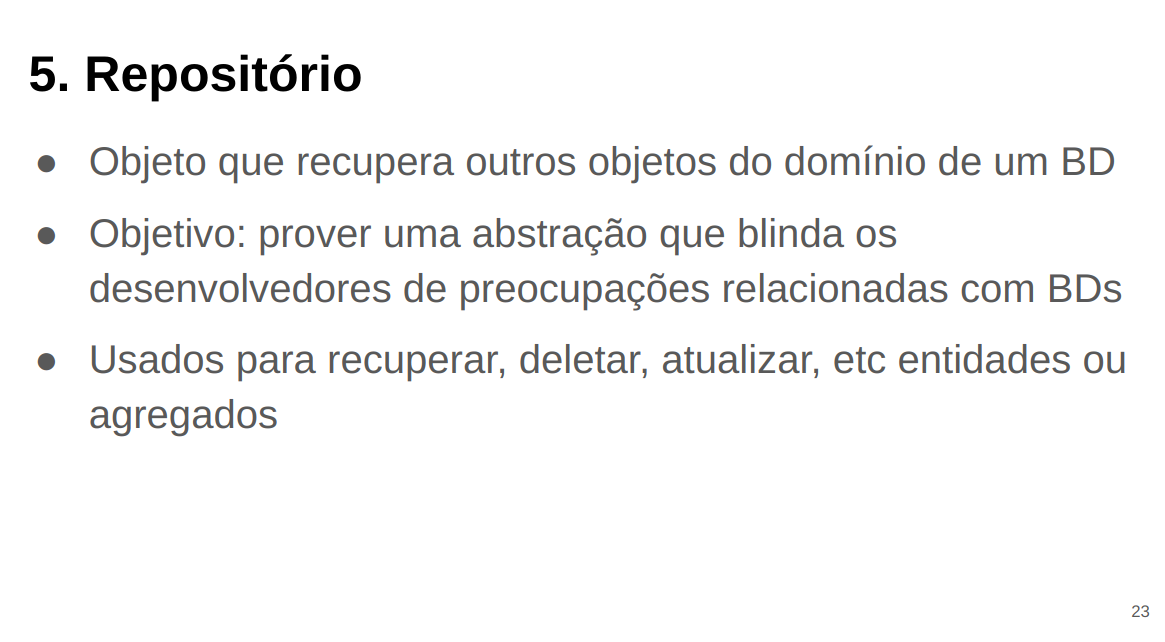 5. Repositório
● Objeto que recupera outros objetos do domínio de um BD
● Objetivo: prover uma abstração que blinda os
desenvolvedores de preocupações relacionadas com BDs
● Usados para recuperar, deletar, atualizar, etc entidades ou
agregados
23